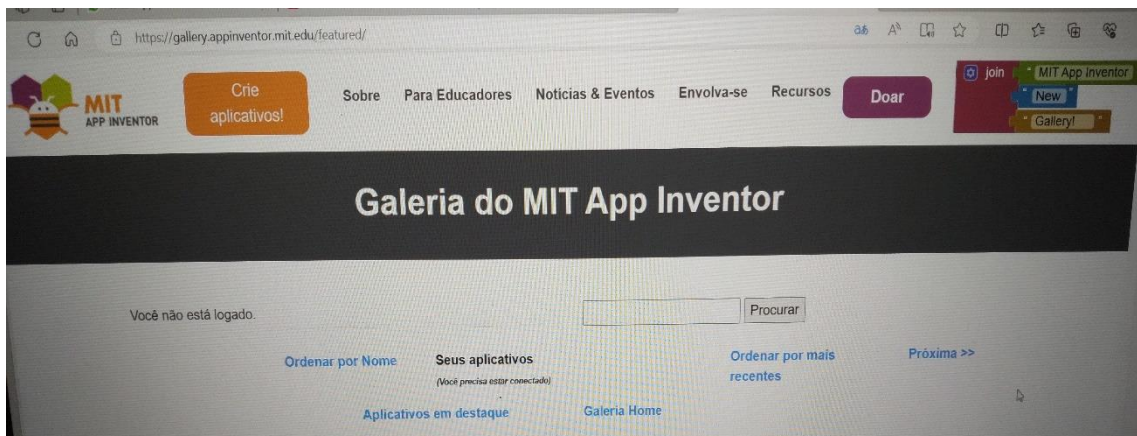 https://gallery.appinventor.mit.edu/featured/
MIT
APP INVENTOR
Crie
aplicativos!
Sobre
Para Educadores
Notícias & Eventos
Envolva-se
Recursos
Doar
join
" MIT App Inventor
" New "
" Gallery! "
Galeria do MIT App Inventor
Você não está logado.
Procurar
Ordenar por Nome
Seus aplicativos
(Você precisa estar conectado)
Ordenar por mais
recentes
Próxima >>
Aplicativos em destaque
Galeria Home